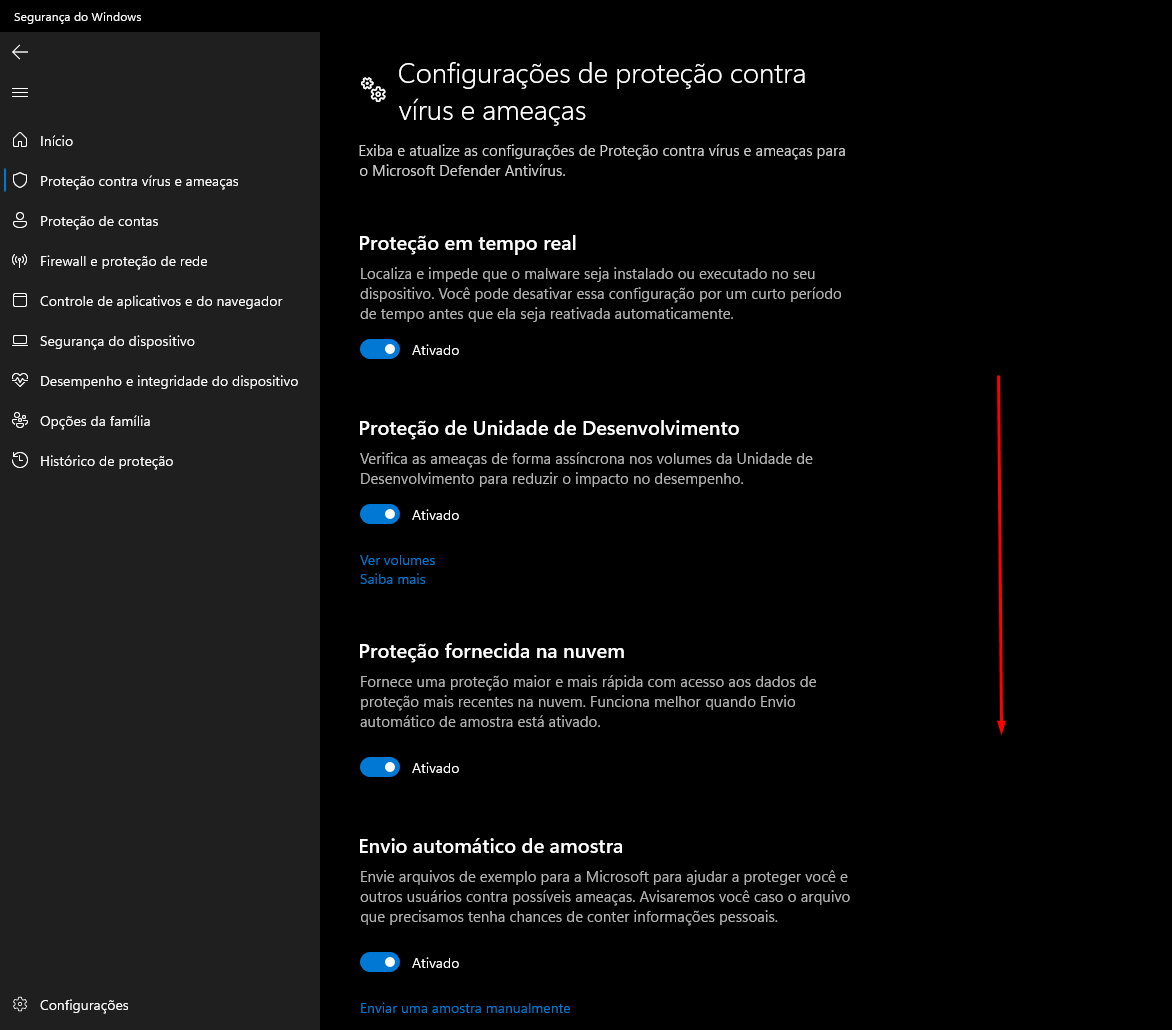 Segurança do Windows
Início
Proteção contra vírus e ameaças
Proteção de contas
Firewall e proteção de rede
Controle de aplicativos e do navegador
Segurança do dispositivo
Desempenho e integridade do dispositivo
Opções da família
Histórico de proteção
Configurações
Configurações de proteção contra
vírus e ameaças
Exiba e atualize as configurações de Proteção contra vírus e ameaças para
o Microsoft Defender Antivírus.
Proteção em tempo real
Localiza e impede que o malware seja instalado ou executado no seu
dispositivo. Você pode desativar essa configuração por um curto período
de tempo antes que ela seja reativada automaticamente.
Ativado
Proteção de Unidade de Desenvolvimento
Verifica as ameaças de forma assíncrona nos volumes da Unidade de
Desenvolvimento para reduzir o impacto no desempenho.
Ativado
Ver volumes
Saiba mais
Proteção fornecida na nuvem
Fornece uma proteção maior e mais rápida com acesso aos dados de
proteção mais recentes na nuvem. Funciona melhor quando Envio
automático de amostra está ativado.
Ativado
Envio automático de amostra
Envie arquivos de exemplo para a Microsoft para ajudar a proteger você e
outros usuários contra possíveis ameaças. Avisaremos você caso o arquivo
que precisamos tenha chances de conter informações pessoais.
Ativado
Enviar uma amostra manualmente